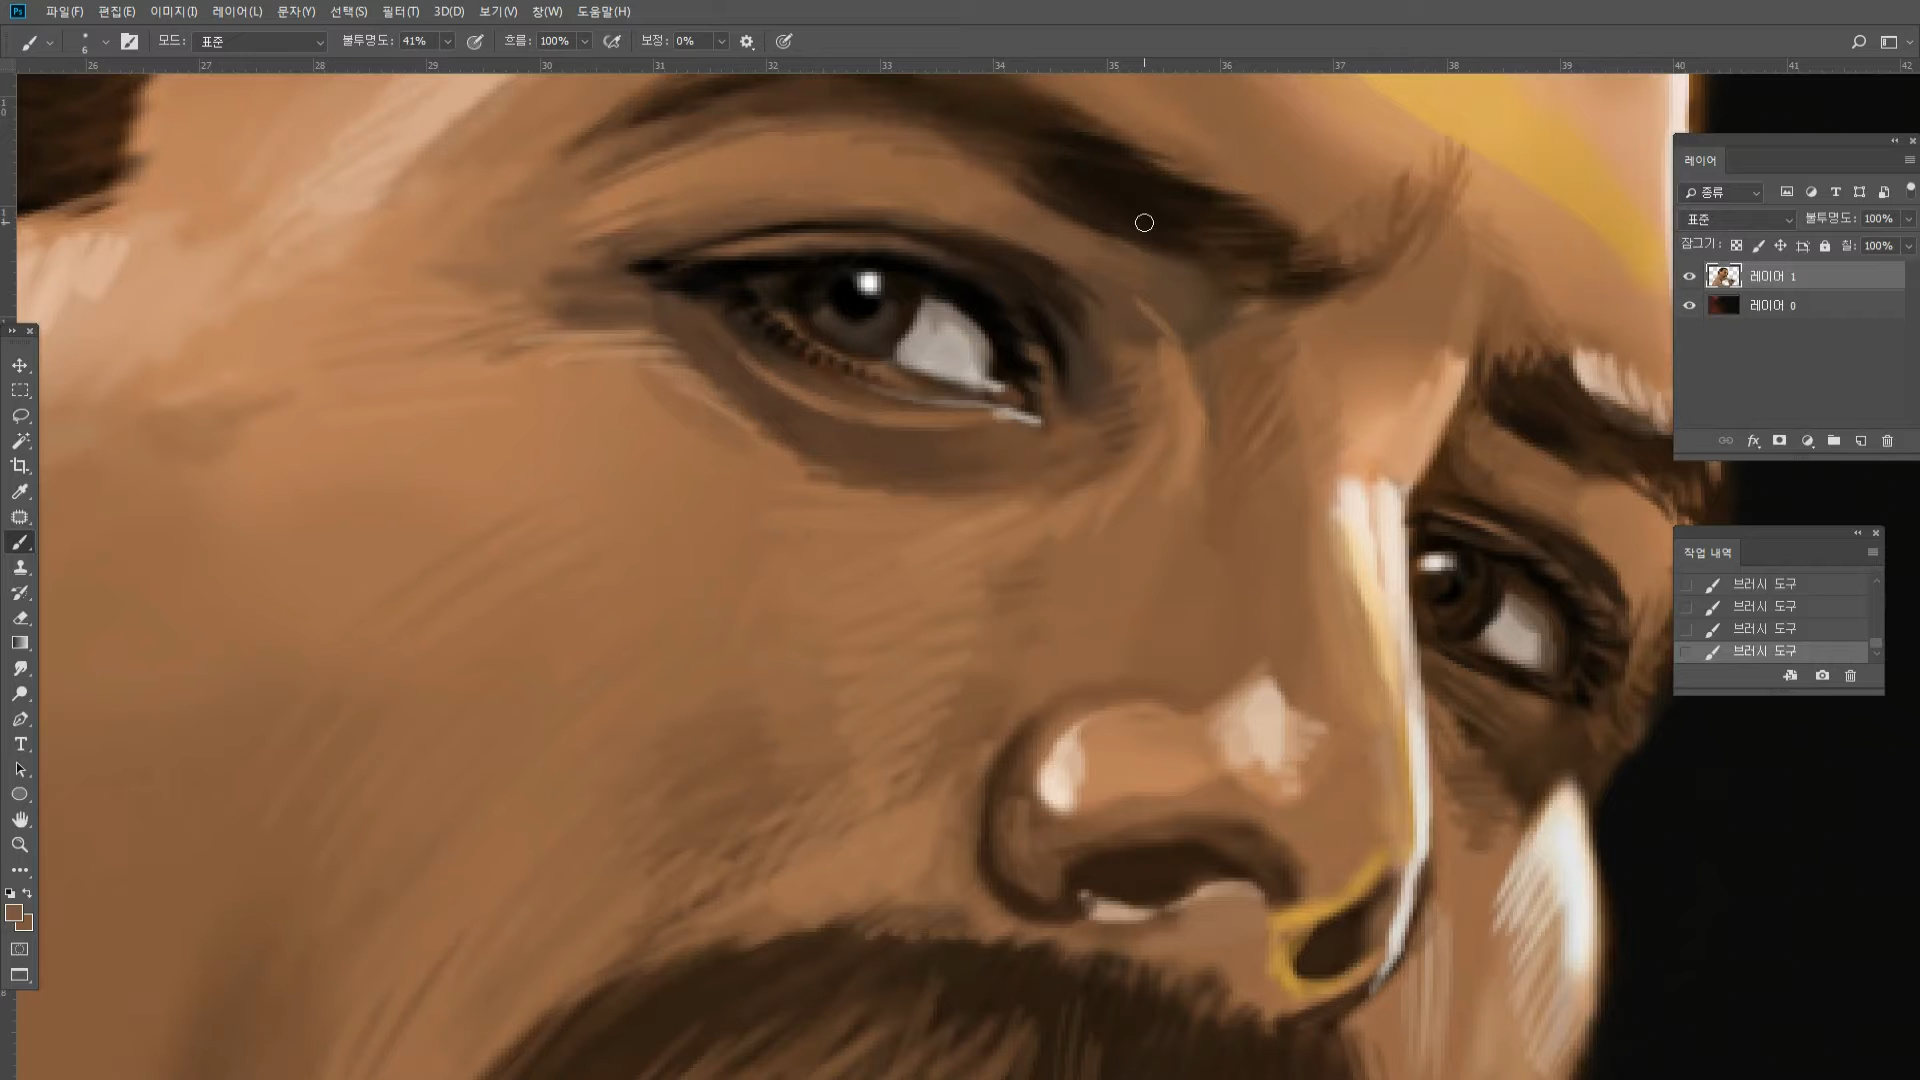 Ps 파일(F) 편집(E) 이미지(I) 레이어(L) 문자(Y) 선택(S) 필터(T) 3D(D) 보기(V) 창(W) 도움말(H)
6 모드: 표준 불투명도: 41% 흐름: 100% 보정: 0%
26 27 28 29 30 31 32 33 34 35 36 37 38 39 40 41 42
레이어
종류
표준 불투명도: 100%
잠그기: 칠: 100%
레이어 1
레이어 0
fx
작업 내역
브러시 도구
브러시 도구
브러시 도구
브러시 도구